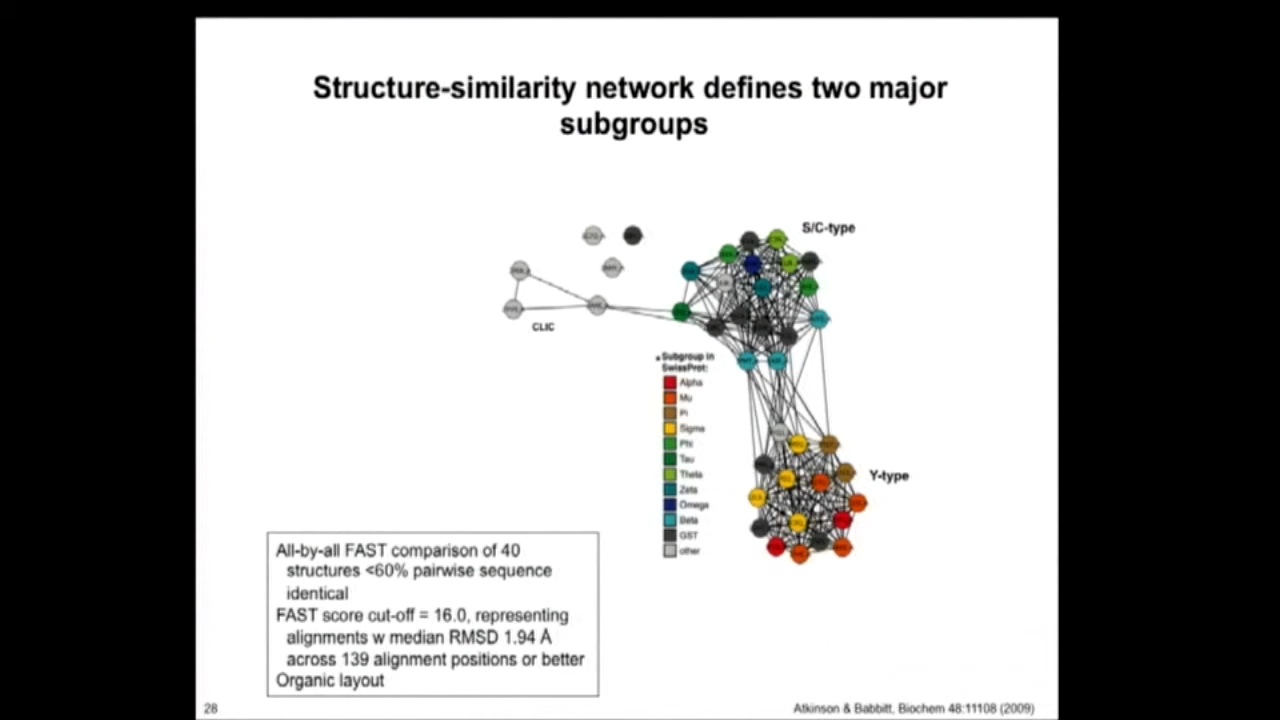 Structure-similarity network defines two major
subgroups
S/C-type
CLIC
Subgroup in
SwissProt:
Alpha
Mu
Pi
Sigma
Phi
Tau
Theta
Zeta
Omega
Beta
GST
other
Y-type
All-by-all FAST comparison of 40
structures <60% pairwise sequence
identical
FAST score cut-off = 16.0, representing
alignments w median RMSD 1.94 Å
across 139 alignment positions or better
Organic layout
28
Atkinson & Babbitt, Biochem 48:11108 (2009)